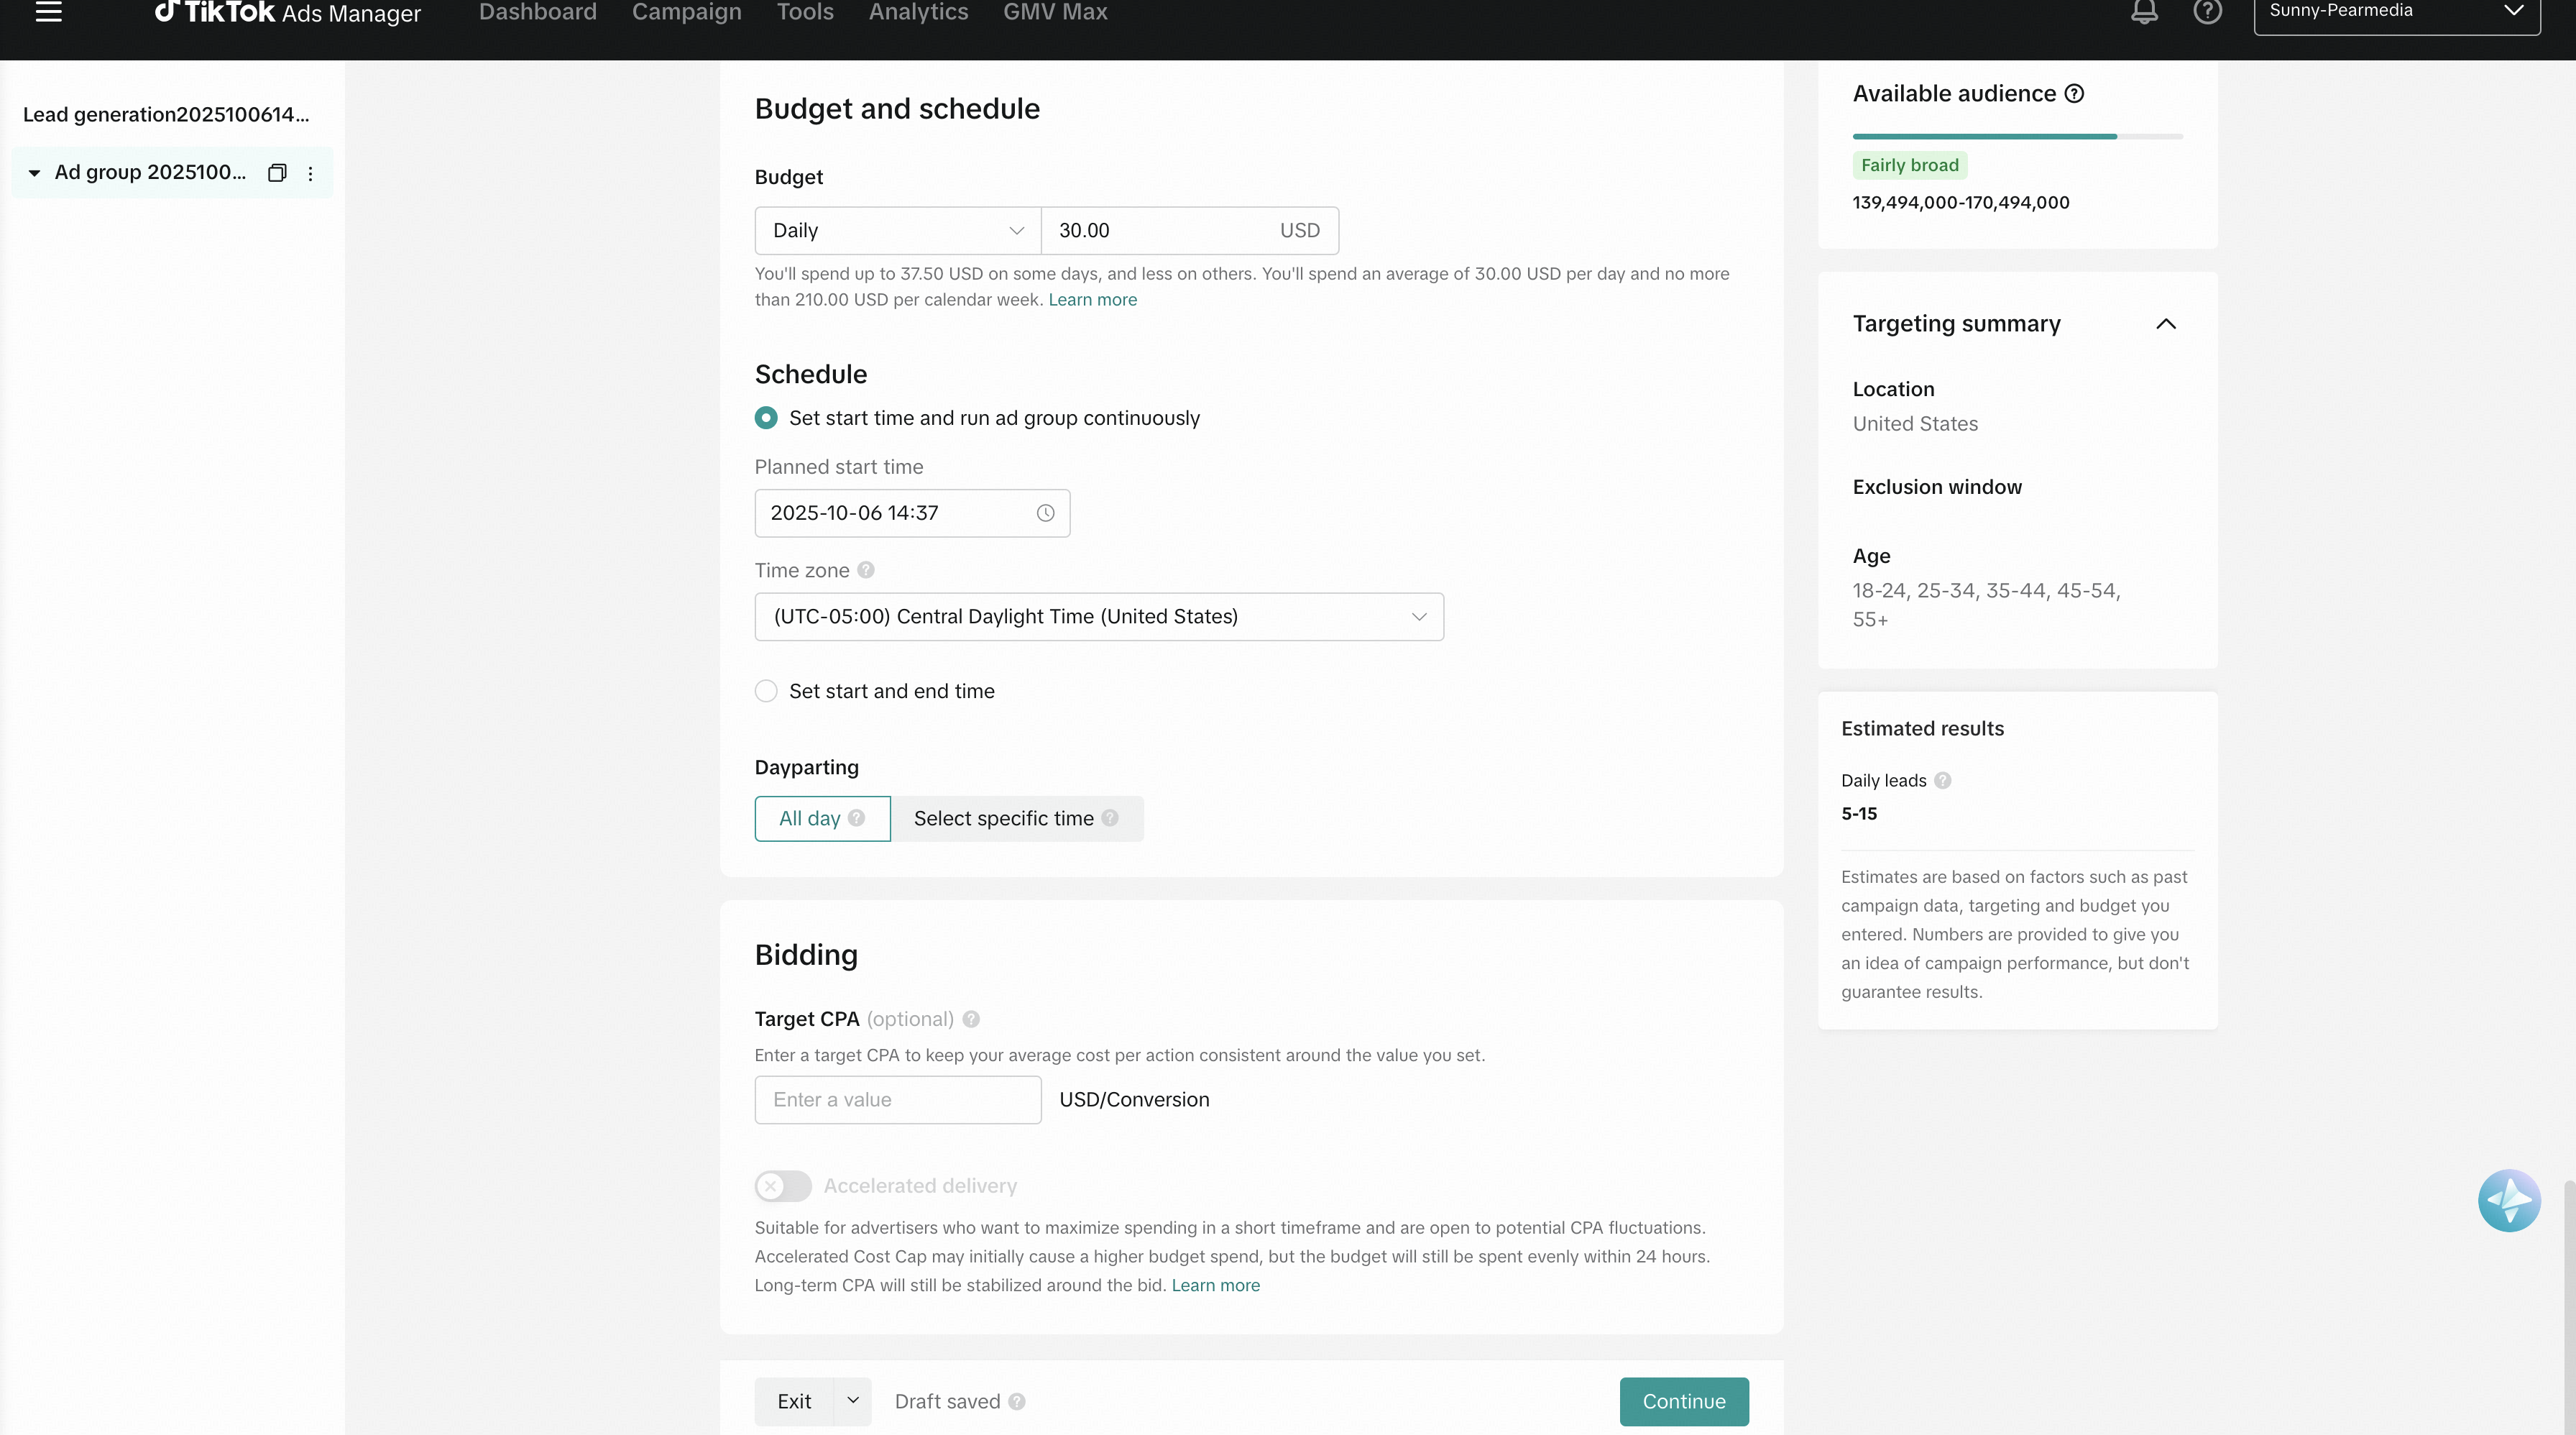 TikTok Ads Manager
Dashboard
Campaign
Tools
Analytics
GMV Max
Sunny-Pearmedia
Lead generation2025100614...
Ad group 2025100...
Budget and schedule
Budget
Daily
30.00
USD
You'll spend up to 37.50 USD on some days, and less on others. You'll spend an average of 30.00 USD per day and no more
than 210.00 USD per calendar week. Learn more
Schedule
Set start time and run ad group continuously
Planned start time
2025-10-06 14:37
Time zone
(UTC-05:00) Central Daylight Time (United States)
Set start and end time
Dayparting
All day
Select specific time
Bidding
Target CPA (optional)
Enter a target CPA to keep your average cost per action consistent around the value you set.
Enter a value
USD/Conversion
Accelerated delivery
Suitable for advertisers who want to maximize spending in a short timeframe and are open to potential CPA fluctuations.
Accelerated Cost Cap may initially cause a higher budget spend, but the budget will still be spent evenly within 24 hours.
Long-term CPA will still be stabilized around the bid. Learn more
Exit
Draft saved
Continue
Available audience
Fairly broad
139,494,000-170,494,000
Targeting summary
Location
United States
Exclusion window
Age
18-24, 25-34, 35-44, 45-54,
55+
Estimated results
Daily leads
5-15
Estimates are based on factors such as past
campaign data, targeting and budget you
entered. Numbers are provided to give you
an idea of campaign performance, but don't
guarantee results.